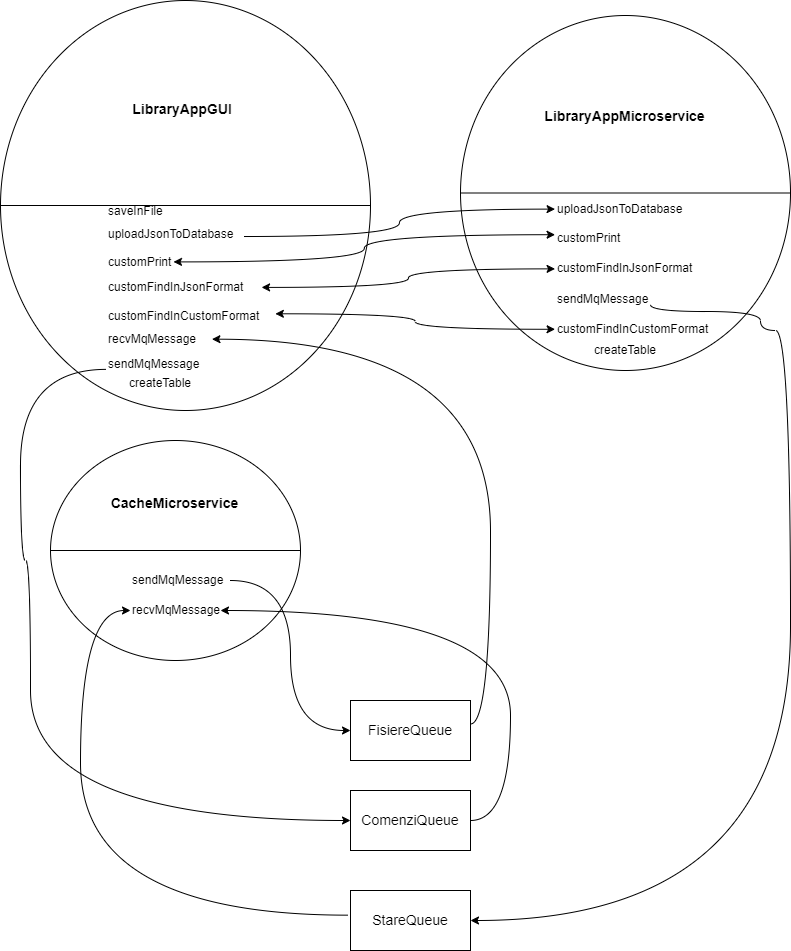 LibraryAppGUI
saveInFile
uploadJsonToDatabase
customPrint
customFindInJsonFormat
customFindInCustomFormat
recvMqMessage
sendMqMessage
createTable
LibraryAppMicroservice
uploadJsonToDatabase
customPrint
customFindInJsonFormat
sendMqMessage
customFindInCustomFormat
createTable
CacheMicroservice
sendMqMessage
recvMqMessage
FisiereQueue
ComenziQueue
StareQueue